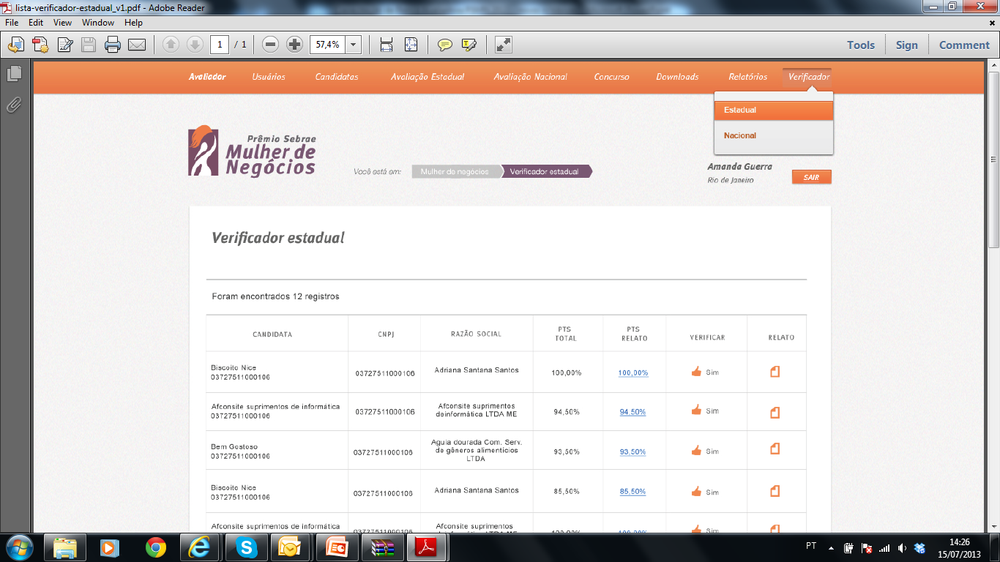 lista-verificador-estadual_v1.pdf - Adobe Reader
File Edit View Window Help
1 / 1 57,4% Tools Sign Comment
Avaliador Usuários Candidatas Avaliação Estadual Avaliação Nacional Concurso Downloads Relatórios Verificador
Estadual
Nacional
Prêmio Sebrae
Mulher de
Negócios
Você está em: Mulher de negócios Verificador estadual
Amanda Guerra
Rio de Janeiro
SAIR
Verificador estadual
Foram encontrados 12 registros
CANDIDATA CNPJ RAZÃO SOCIAL PTS TOTAL PTS RELATO VERIFICAR RELATO
Biscoito Nice
03727511000106 03727511000106 Adriana Santana Santos 100,00% 100,00% Sim
Afconsite suprimentos de informática
03727511000106 03727511000106 Afconsite suprimentos
deinformática LTDA ME 94,50% 94,50% Sim
Bem Gostoso
03727511000106 03727511000106 Aguia dourada Com. Serv.
de gêneros alimentícios
LTDA 93,50% 93,50% Sim
Biscoito Nice
03727511000106 03727511000106 Adriana Santana Santos 85,50% 85,50% Sim
Afconsite suprimentos de informática Afconsite suprimentos Sim
PT 14:26
15/07/2013